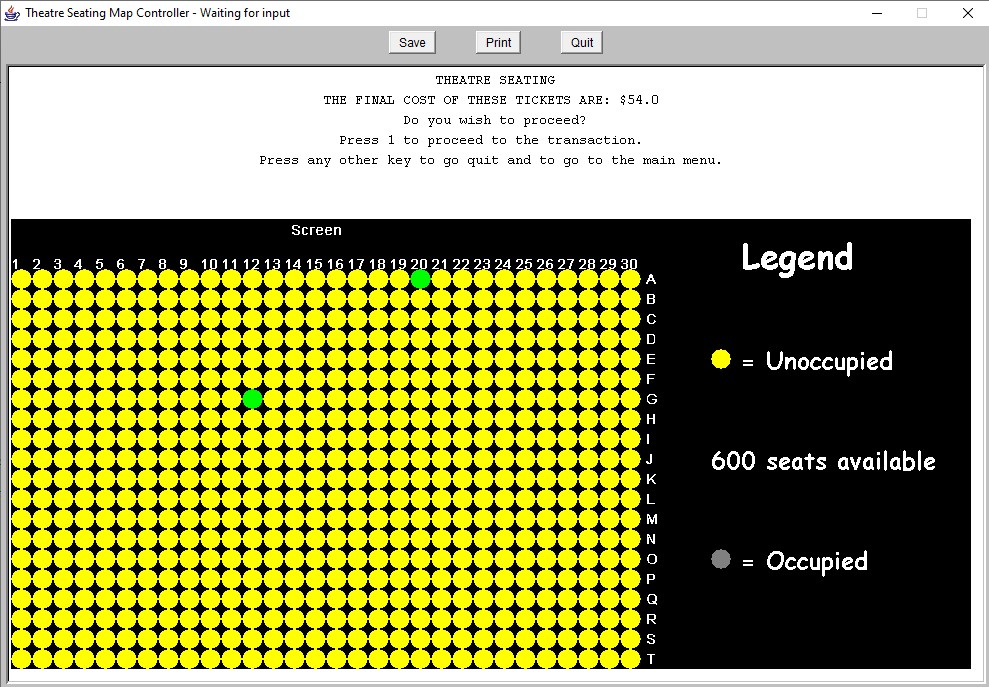 Theatre Seating Map Controller - Waiting for input
Save Print Quit
THEATRE SEATING
THE FINAL COST OF THESE TICKETS ARE: $54.0
Do you wish to proceed?
Press 1 to proceed to the transaction.
Press any other key to go quit and to go to the main menu.
Screen
1 2 3 4 5 6 7 8 9 10 11 12 13 14 15 16 17 18 19 20 21 22 23 24 25 26 27 28 29 30
A
B
C
D
E
F
G
H
I
J
K
L
M
N
O
P
Q
R
S
T
Legend
= Unoccupied
600 seats available
= Occupied